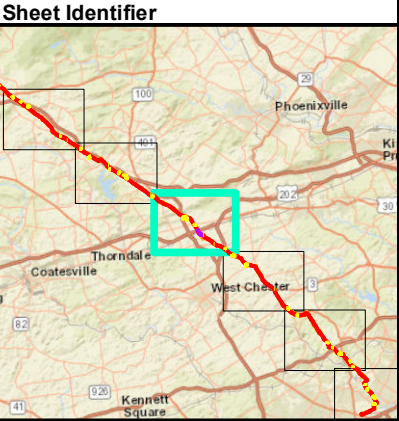 Sheet Identifier
29
100
Phoenixville
401
Ki
Pru
202
30
Thorndale
Coatesville
West Chester
3
82
926
Kennett
Square
41